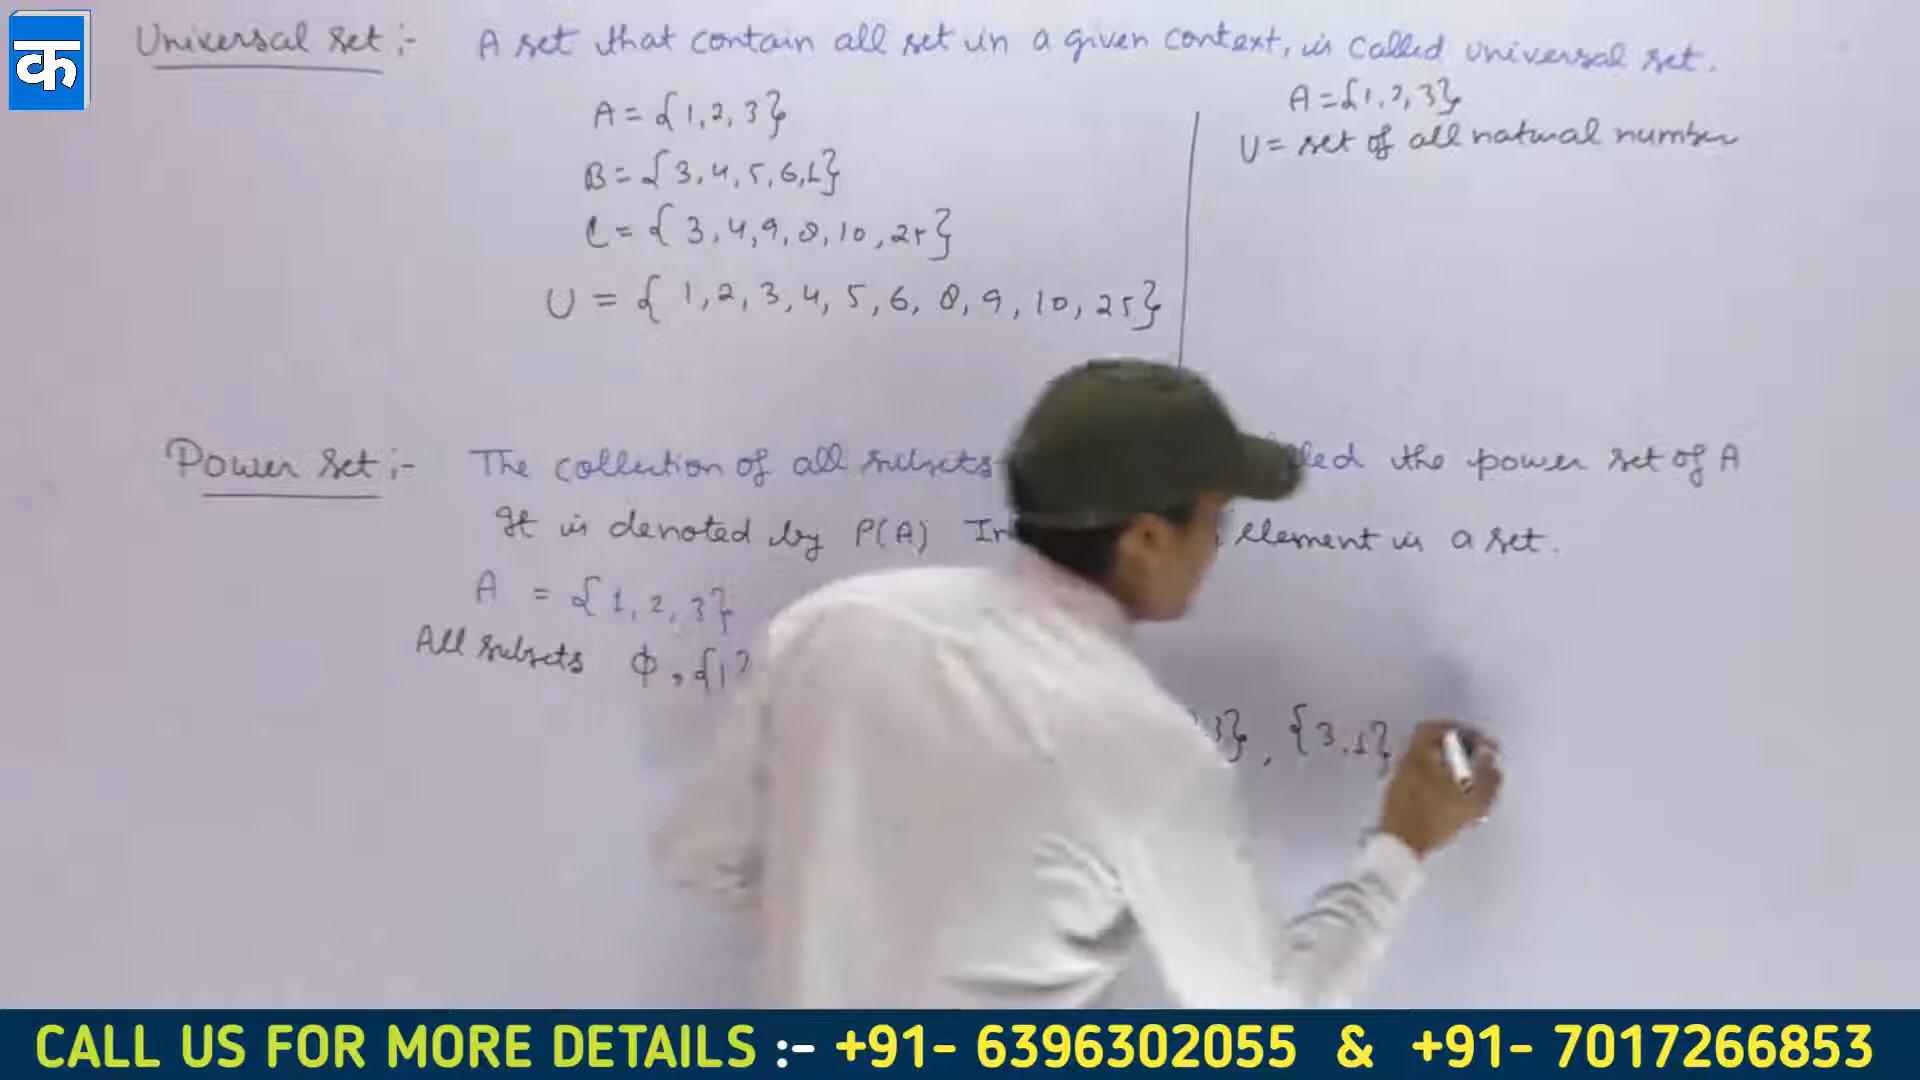 क
Universal set :- A set that contain all set in a given context, is called universal set.
A = {1, 2, 3}
B = {3, 4, 5, 6, 1}
C = {3, 4, 9, 8, 10, 25}
U = {1, 2, 3, 4, 5, 6, 8, 9, 10, 25}
A = {1, 2, 3}
U = set of all natural number
Power set :- The collection of all subsets the power set of A
It is denoted by P(A) element is a set.
A = {1, 2, 3}
All subsets ϕ, {1}
3}, {3,1}
CALL US FOR MORE DETAILS :- +91- 6396302055 & +91- 7017266853